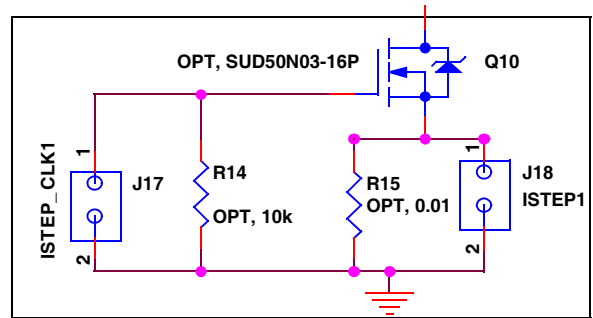 OPT, SUD50N03-16P
Q10
ISTEP_CLK1
1
J17
2
R14
OPT, 10k
R15
OPT, 0.01
1
J18
ISTEP1
2